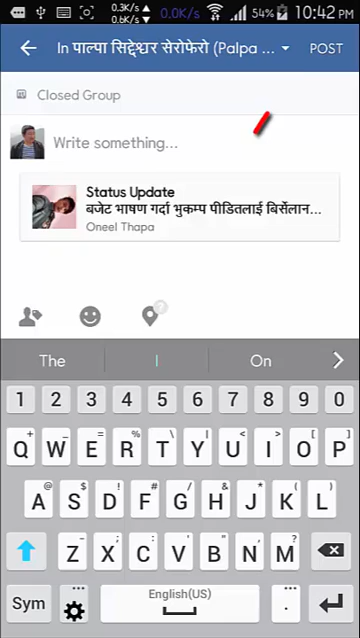 0.3K/s
0.6K/s
0.0K/s
54%
10:42 PM
In पाल्पा सिद्धेश्वर सेरोफेरो (Palpa ...
POST
Closed Group
Write something...
Status Update
बजेट भाषण गर्दा भुकम्प पीडितलाई बिर्सेलान...
Oneel Thapa
?
The I On
1 2 3 4 5 6 7 8 9 0
Q W E R T Y U I O P
A S D F G H J K L
Z X C V B N M
Sym English(US) .